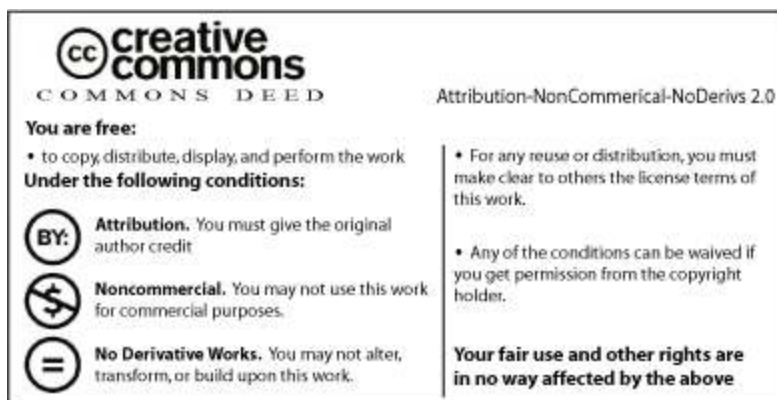 cc creative
commons
COMMONS DEED
Attribution-NonCommerical-NoDerivs 2.0
You are free:
• to copy, distribute, display, and perform the work
Under the following conditions:
BY:
Attribution. You must give the original
author credit
$
Noncommercial. You may not use this work
for commercial purposes.
=
No Derivative Works. You may not alter,
transform, or build upon this work.
• For any reuse or distribution, you must
make clear to others the license terms of
this work.
• Any of the conditions can be waived if
you get permission from the copyright
holder.
Your fair use and other rights are
in no way affected by the above